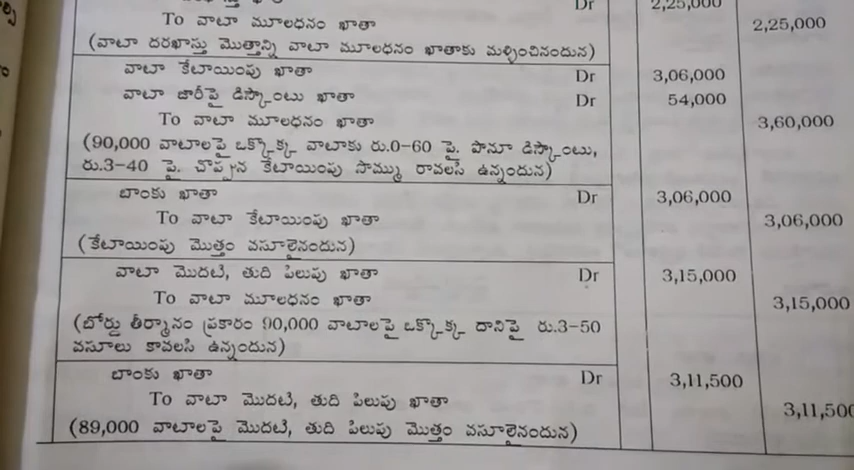 Dr 2,25,000
To వాటా మూలధనం ఖాతా 2,25,000
(వాటా దరఖాస్తు మొత్తాన్ని వాటా మూలధనం ఖాతాకు మళ్ళించినందున)
వాటా కేటాయింపు ఖాతా Dr 3,06,000
వాటా జారీపై డిస్కౌంటు ఖాతా Dr 54,000
To వాటా మూలధనం ఖాతా 3,60,000
(90,000 వాటాలపై ఒక్కొక్క వాటాకు రు.0-60 పై. పోనూ డిస్కౌంటు,
రు.3-40 పై. చొప్పున కేటాయింపు సొమ్ము రావలసి ఉన్నందున)
బాంకు ఖాతా Dr 3,06,000
To వాటా కేటాయింపు ఖాతా 3,06,000
(కేటాయింపు మొత్తం వసూలైనందున)
వాటా మొదటి, తుది పిలుపు ఖాతా Dr 3,15,000
To వాటా మూలధనం ఖాతా 3,15,000
(బోర్డు తీర్మానం ప్రకారం 90,000 వాటాలపై ఒక్కొక్క దానిపై రు.3-50
వసూలు కావలసి ఉన్నందున)
బాంకు ఖాతా Dr 3,11,500
To వాటా మొదటి, తుది పిలుపు ఖాతా 3,11,500
(89,000 వాటాలపై మొదటి, తుది పిలుపు మొత్తం వసూలైనందున)